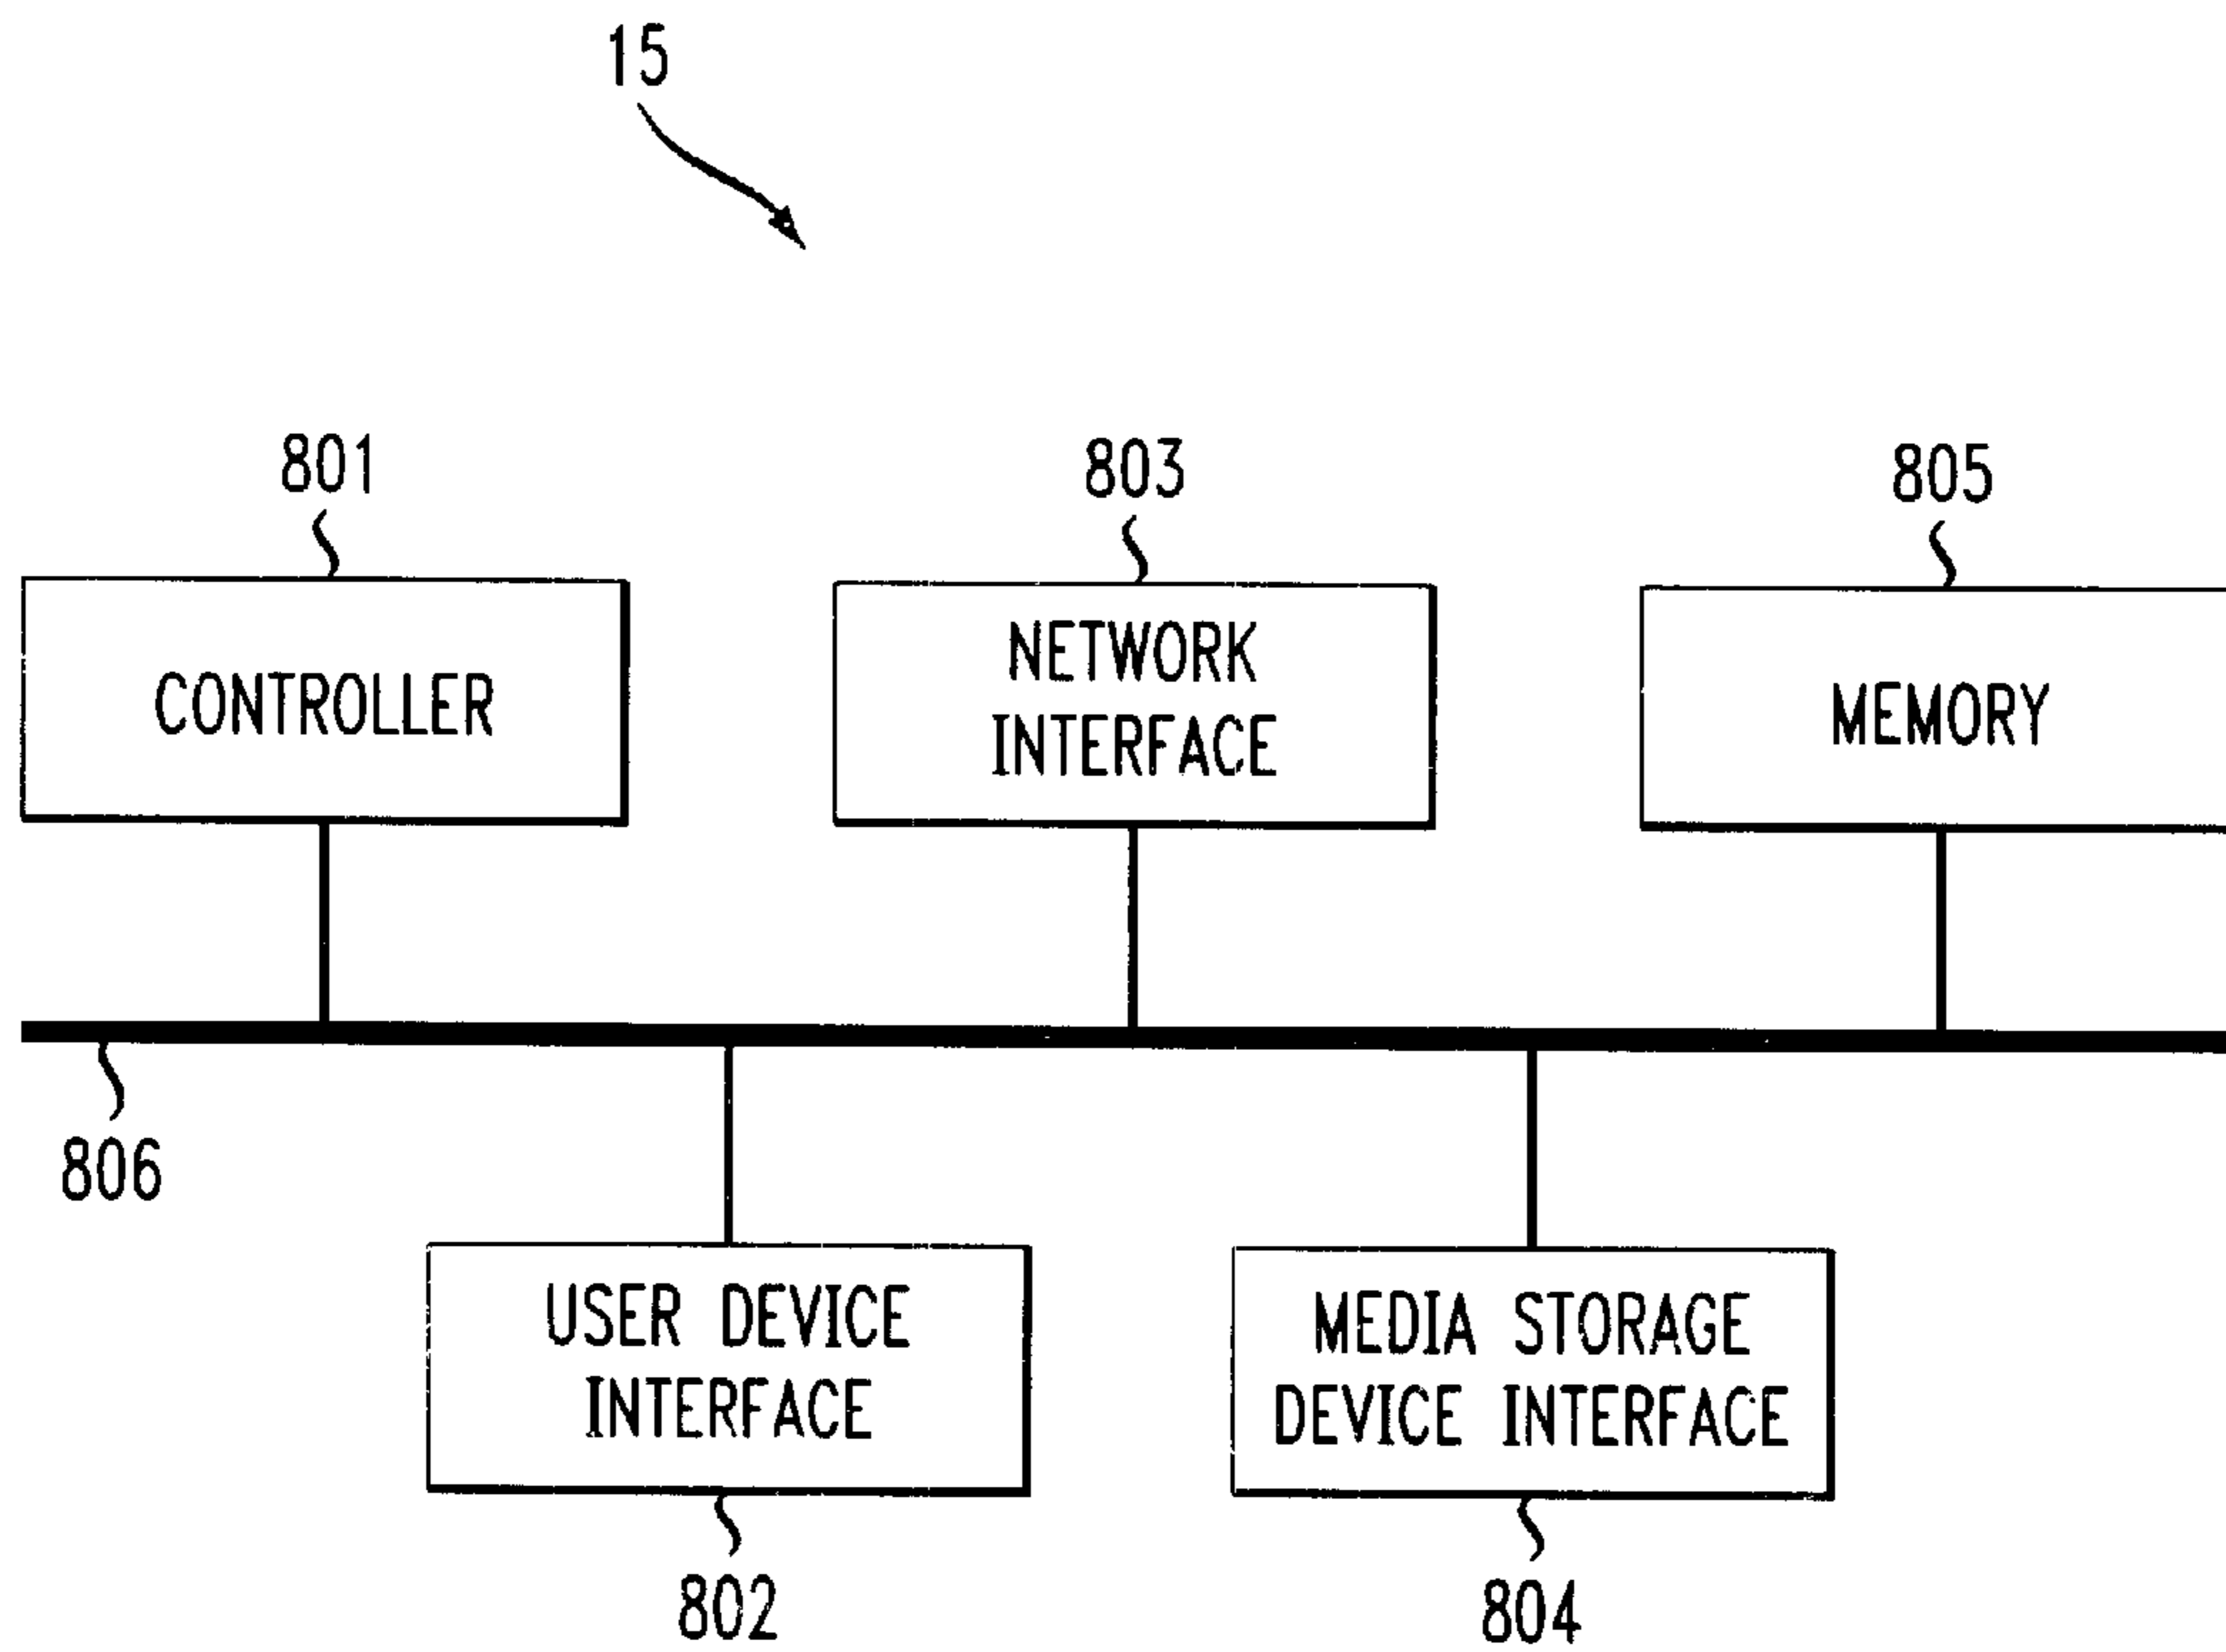 15
801
803
805
CONTROLLER
NETWORK
INTERFACE
MEMORY
806
USER DEVICE
INTERFACE
MEDIA STORAGE
DEVICE INTERFACE
802
804